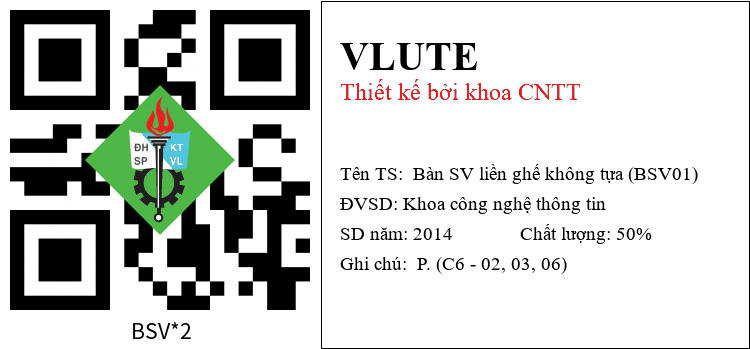 ĐH KT
SP VL
BSV*2
VLUTE
Thiết kế bởi khoa CNTT
Tên TS: Bàn SV liền ghế không tựa (BSV01)
ĐVSD: Khoa công nghệ thông tin
SD năm: 2014 Chất lượng: 50%
Ghi chú: P. (C6 - 02, 03, 06)